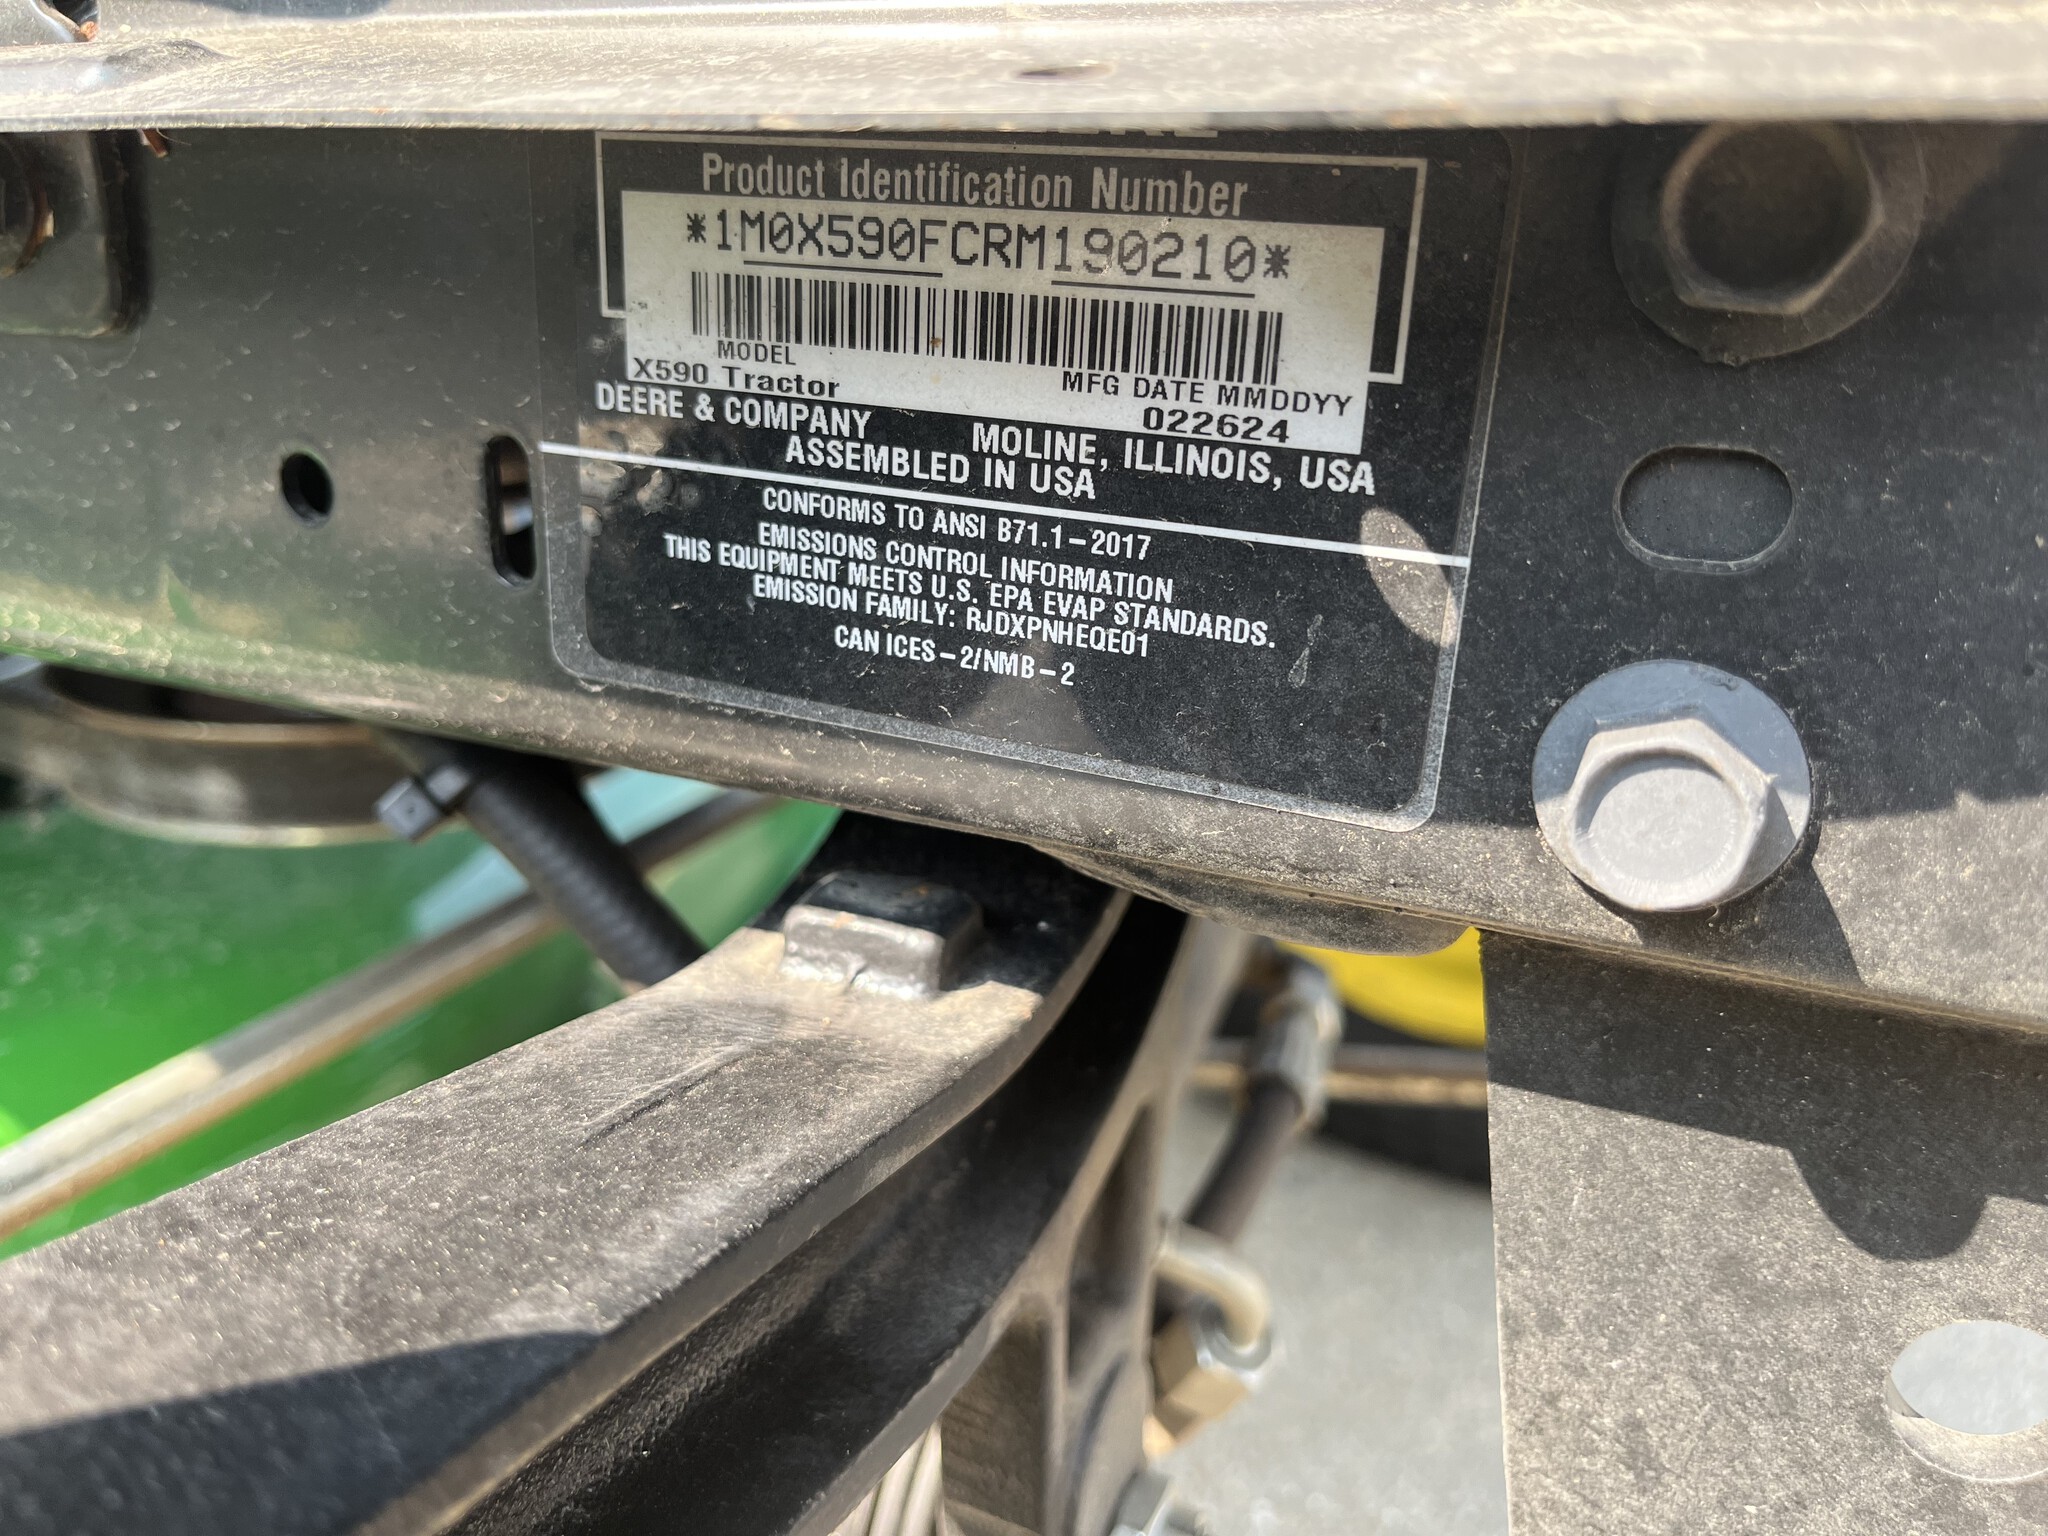 Product Identification Number
*1M0X590FCRM190210*
MODEL
X590 Tractor
MFG DATE MMDDYY
022624
DEERE & COMPANY MOLINE, ILLINOIS, USA
ASSEMBLED IN USA
CONFORMS TO ANSI B71.1-2017
EMISSIONS CONTROL INFORMATION
THIS EQUIPMENT MEETS U.S. EPA EVAP STANDARDS.
EMISSION FAMILY: RJDXPNHEQE01
CAN ICES-2/NMB-2